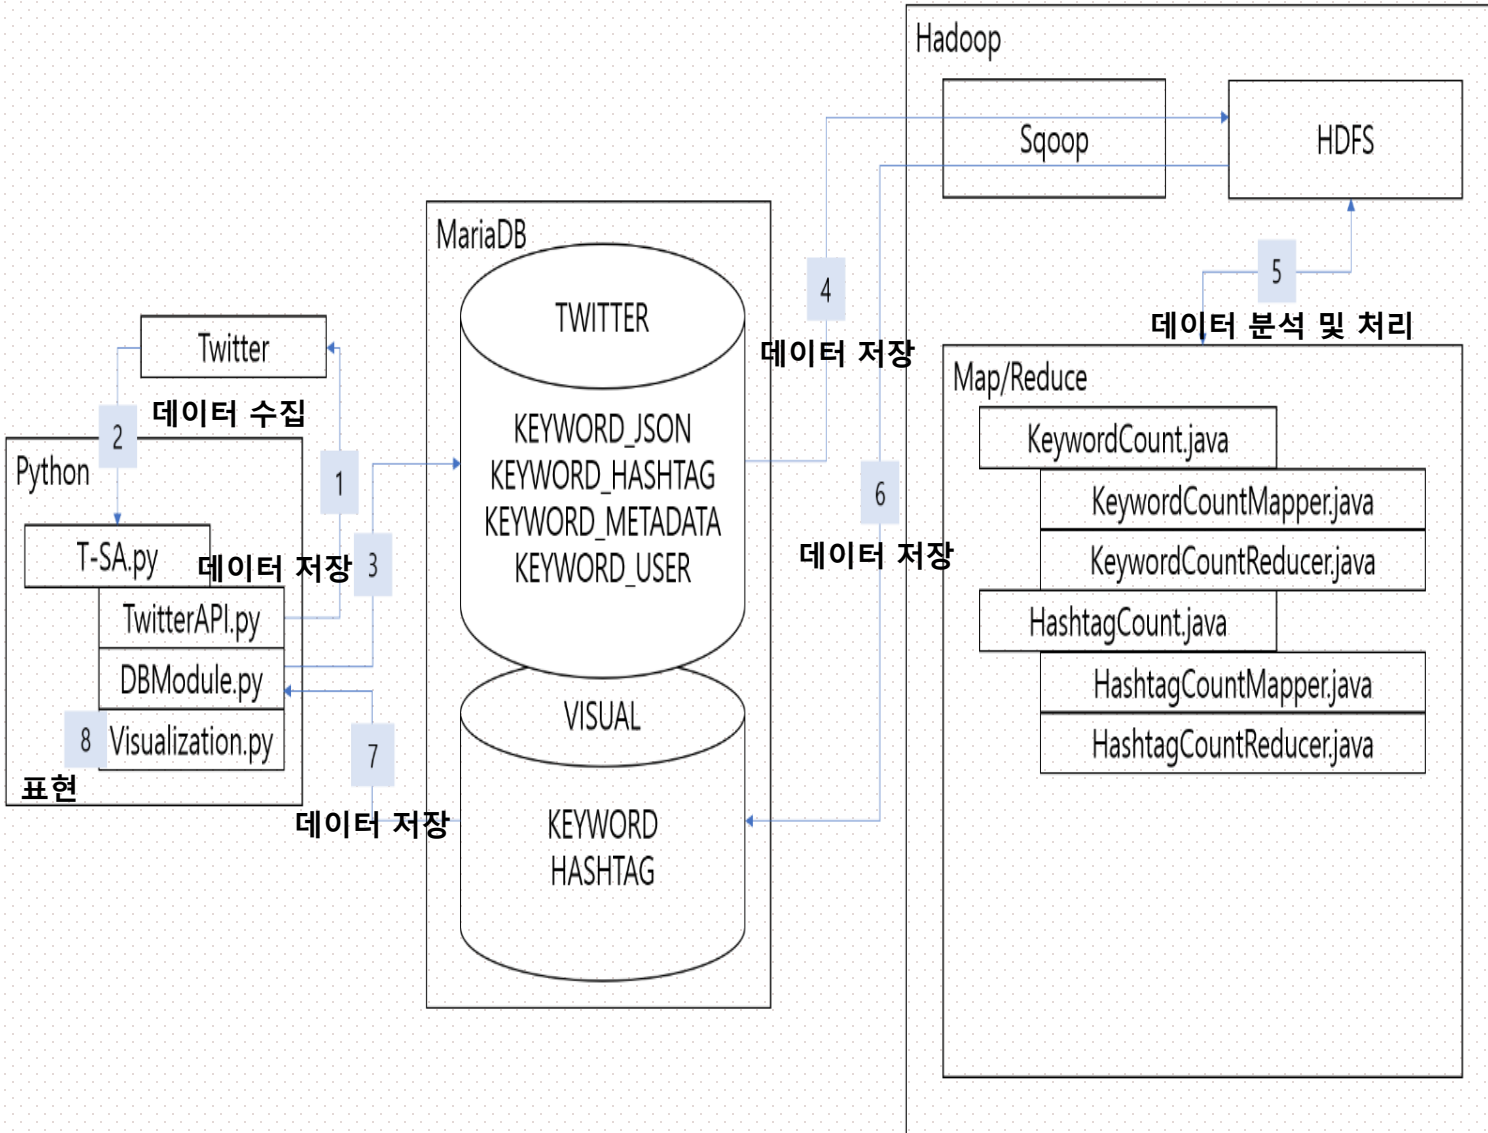 Hadoop
Sqoop
HDFS
MariaDB
TWITTER
KEYWORD_JSON
KEYWORD_HASHTAG
KEYWORD_METADATA
KEYWORD_USER
VISUAL
KEYWORD
HASHTAG
4
데이터 저장
5
데이터 분석 및 처리
6
데이터 저장
Map/Reduce
KeywordCount.java
KeywordCountMapper.java
KeywordCountReducer.java
HashtagCount.java
HashtagCountMapper.java
HashtagCountReducer.java
Twitter
데이터 수집
2
1
Python
T-SA.py
데이터 저장
3
TwitterAPI.py
DBModule.py
8
Visualization.py
표현
7
데이터 저장